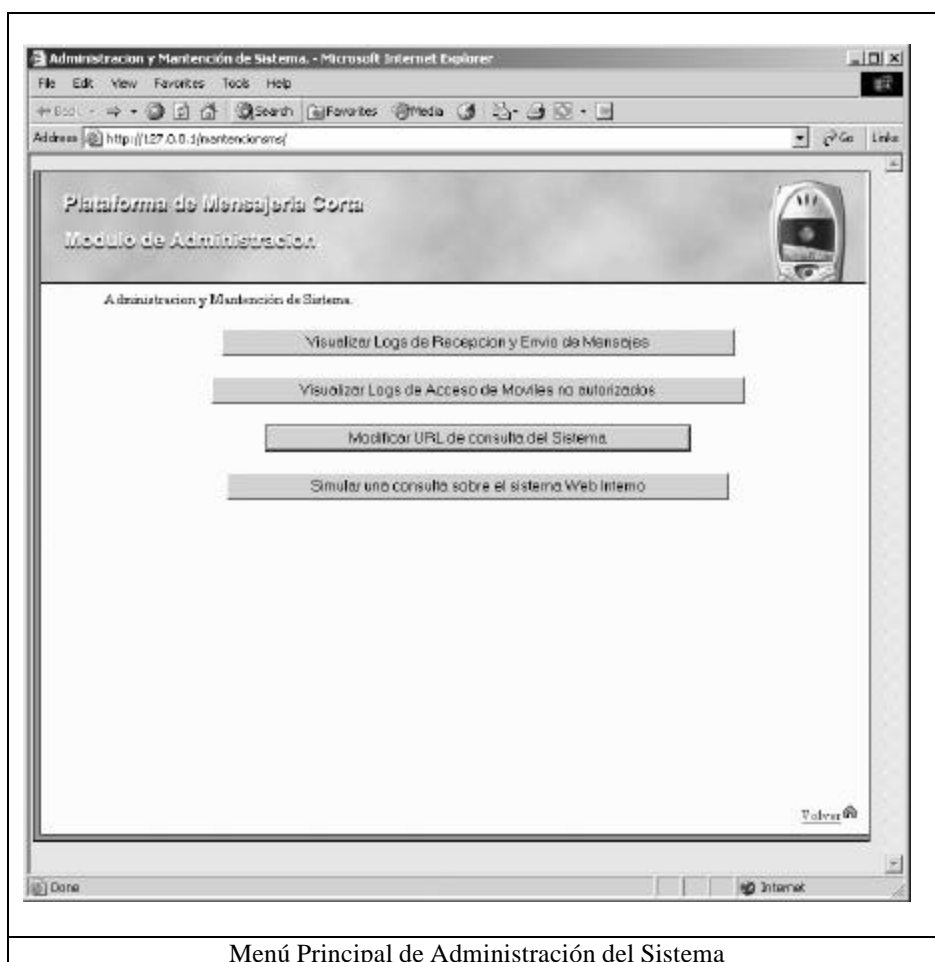 Administracion y Mantención de Sistema. - Microsoft Internet Explorer
File Edit View Favorites Tools Help
Back Search Favorites Media
Address http://127.0.0.1/mantencionsms/ Go Links
Plataforma de Mensajeria Corta
Modulo de Administracion.
Administracion y Mantención de Sistema.
Visualizar Logs de Recepcion y Envio de Mensajes
Visualizar Logs de Acceso de Moviles no autorizados
Modificar URL de consulta del Sistema
Simular una consulta sobre el sistema Web Interno
Volver
Done Internet
Menú Principal de Administración del Sistema